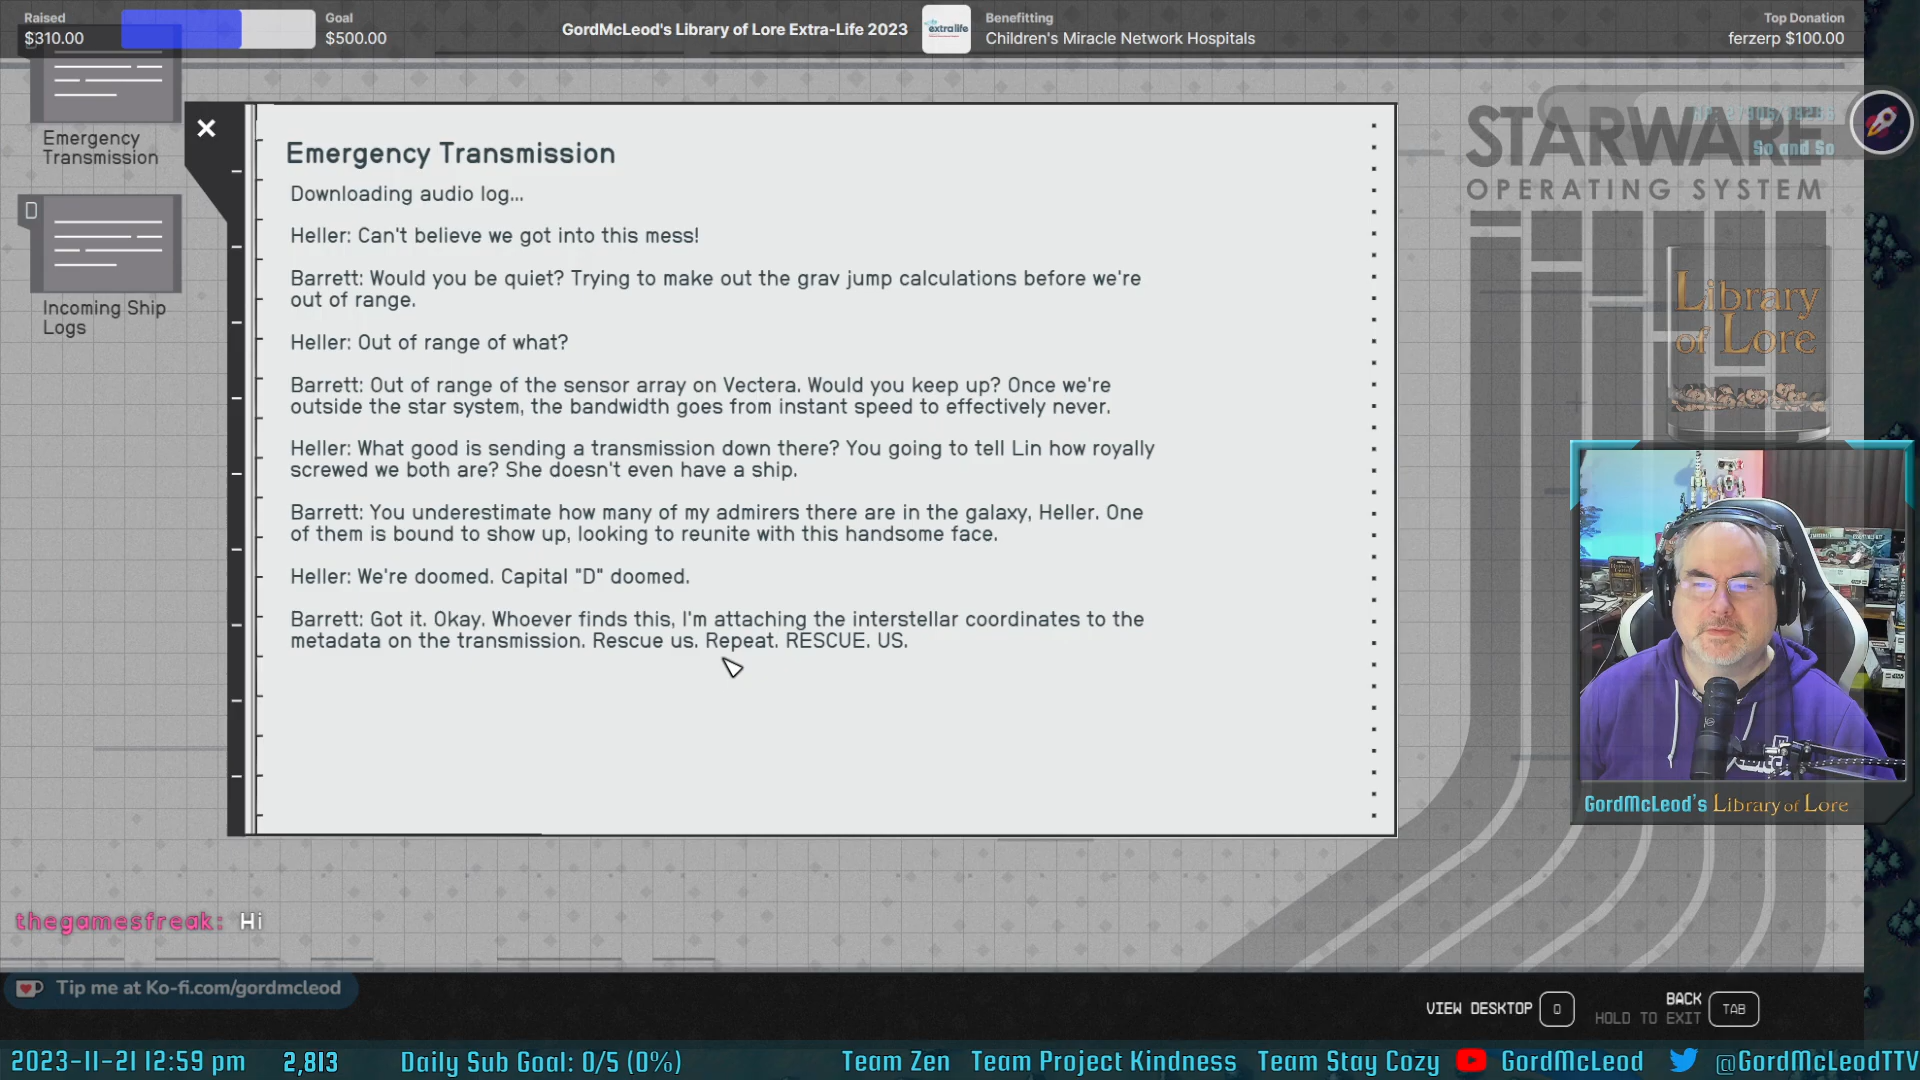 Raised
$310.00
Goal
$500.00
GordMcLeod's Library of Lore Extra-Life 2023
extralife
Benefitting
Children's Miracle Network Hospitals
Top Donation
ferzerp $100.00
Emergency
Transmission
Incoming Ship
Logs
Emergency Transmission
Downloading audio log...
Heller: Can't believe we got into this mess!
Barrett: Would you be quiet? Trying to make out the grav jump calculations before we're
out of range.
Heller: Out of range of what?
Barrett: Out of range of the sensor array on Vectera. Would you keep up? Once we're
outside the star system, the bandwidth goes from instant speed to effectively never.
Heller: What good is sending a transmission down there? You going to tell Lin how royally
screwed we both are? She doesn't even have a ship.
Barrett: You underestimate how many of my admirers there are in the galaxy, Heller. One
of them is bound to show up, looking to reunite with this handsome face.
Heller: We're doomed. Capital "D" doomed.
Barrett: Got it. Okay. Whoever finds this, I'm attaching the interstellar coordinates to the
metadata on the transmission. Rescue us. Repeat. RESCUE. US.
STARWARE
OPERATING SYSTEM
So and So
Library
of Lore
GordMcLeod's Library of Lore
thegamesfreak: Hi
Tip me at Ko-fi.com/gordmcleod
VIEW DESKTOP
BACK
HOLD TO EXIT
TAB
2023-11-21 12:59 pm
2,813
Daily Sub Goal: 0/5 (0%)
Team Zen
Team Project Kindness
Team Stay Cozy
GordMcLeod
@GordMcLeodTTV